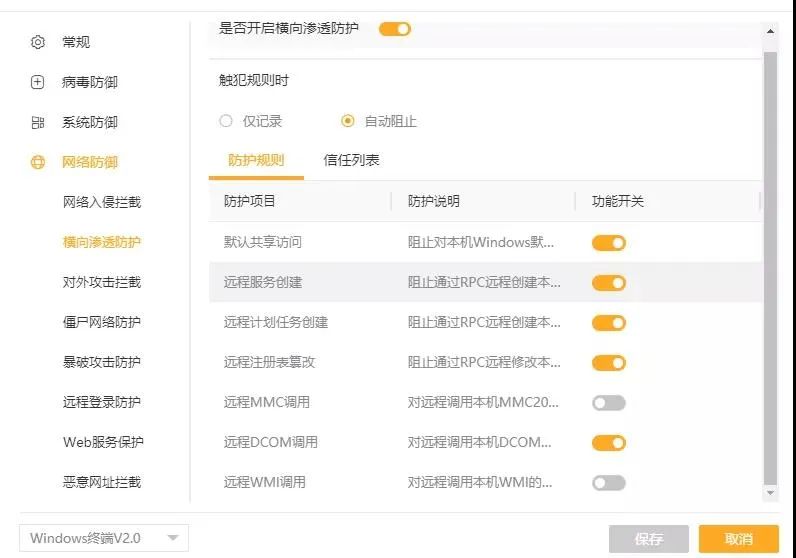 是否开启横向渗透防护
常规
触犯规则时
病毒防御
系统防御
仅记录 自动阻止
网络防御
防护规则 信任列表
网络入侵拦截
防护项目 防护说明 功能开关
横向渗透防护
默认共享访问 阻止对本机Windows默...
对外攻击拦截
远程服务创建 阻止通过RPC远程创建本...
僵尸网络防护
远程计划任务创建 阻止通过RPC远程创建本...
暴破攻击防护
远程注册表篡改 阻止通过RPC远程修改本...
远程登录防护
远程MMC调用 对远程调用本机MMC20...
Web服务保护
远程DCOM调用 对远程调用本机DCOM...
恶意网址拦截
远程WMI调用 对远程调用本机WMI的...
Windows终端V2.0
保存 取消